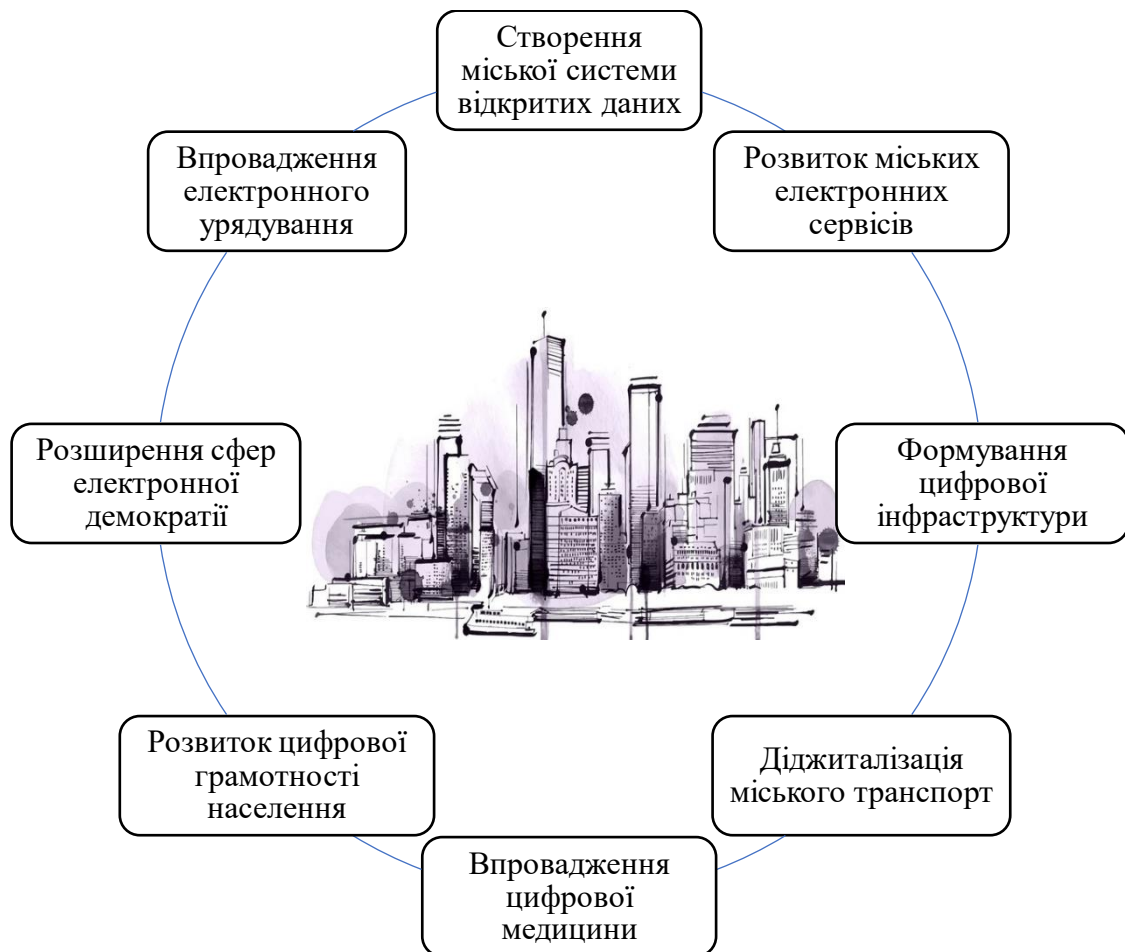 Створення
міської системи
відкритих даних
Розвиток міських
електронних
сервісів
Формування
цифрової
інфраструктури
Діджиталізація
міського транспорт
Впровадження
цифрової
медицини
Розвиток цифрової
грамотності
населення
Розширення сфер
електронної
демократії
Впровадження
електронного
урядування